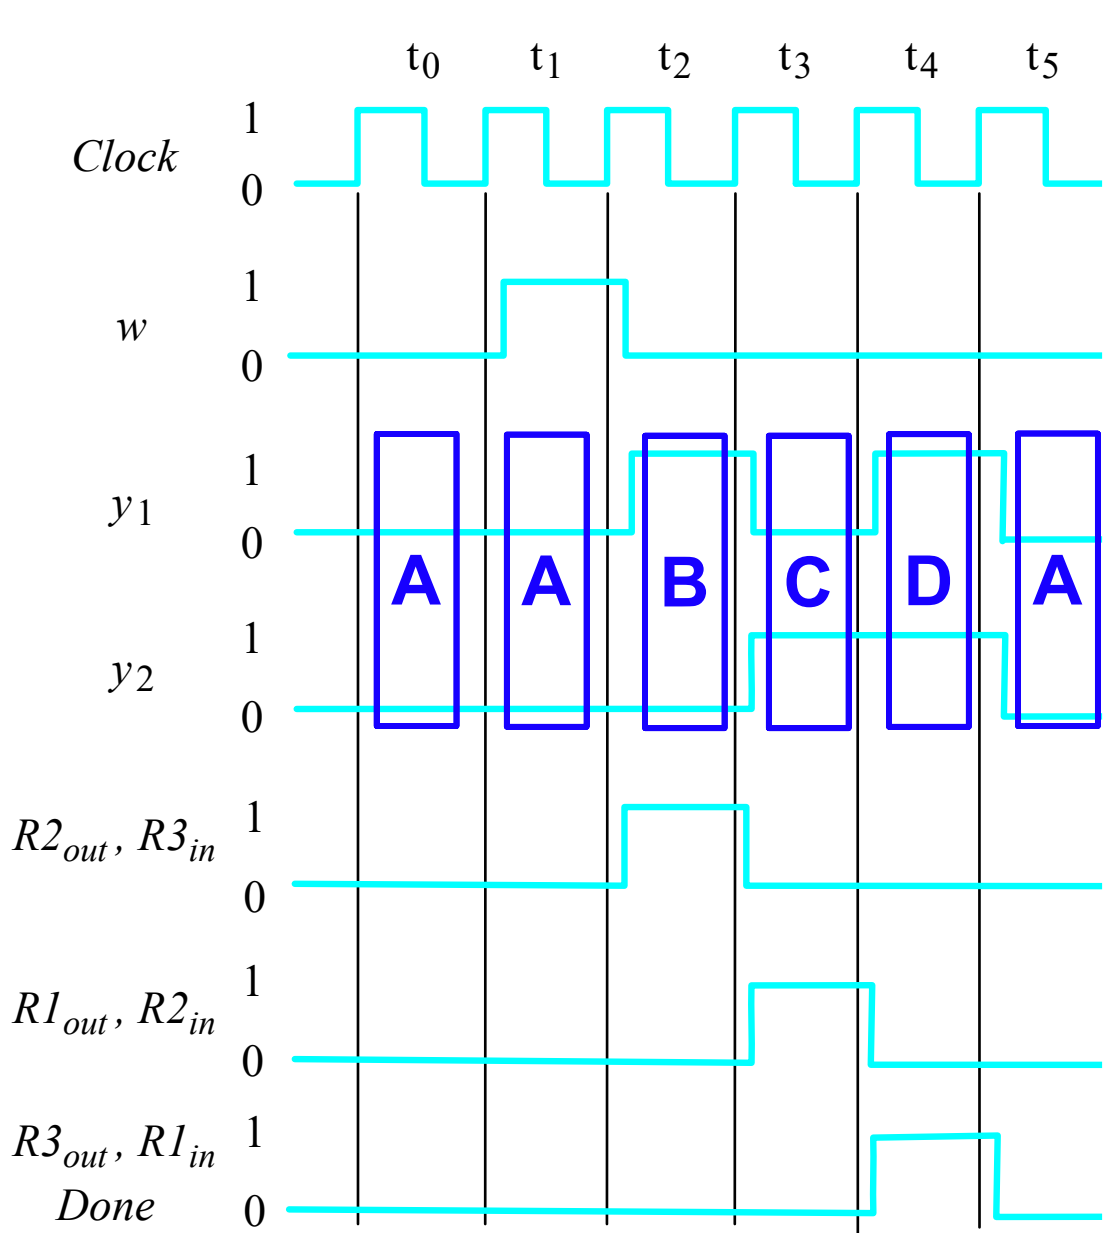 t0 t1 t2 t3 t4 t5
1
Clock
0
1
w
0
1
y1
0
A A B C D A
1
y2
0
1
R2out, R3in
0
1
R1out, R2in
0
1
R3out, R1in
Done
0